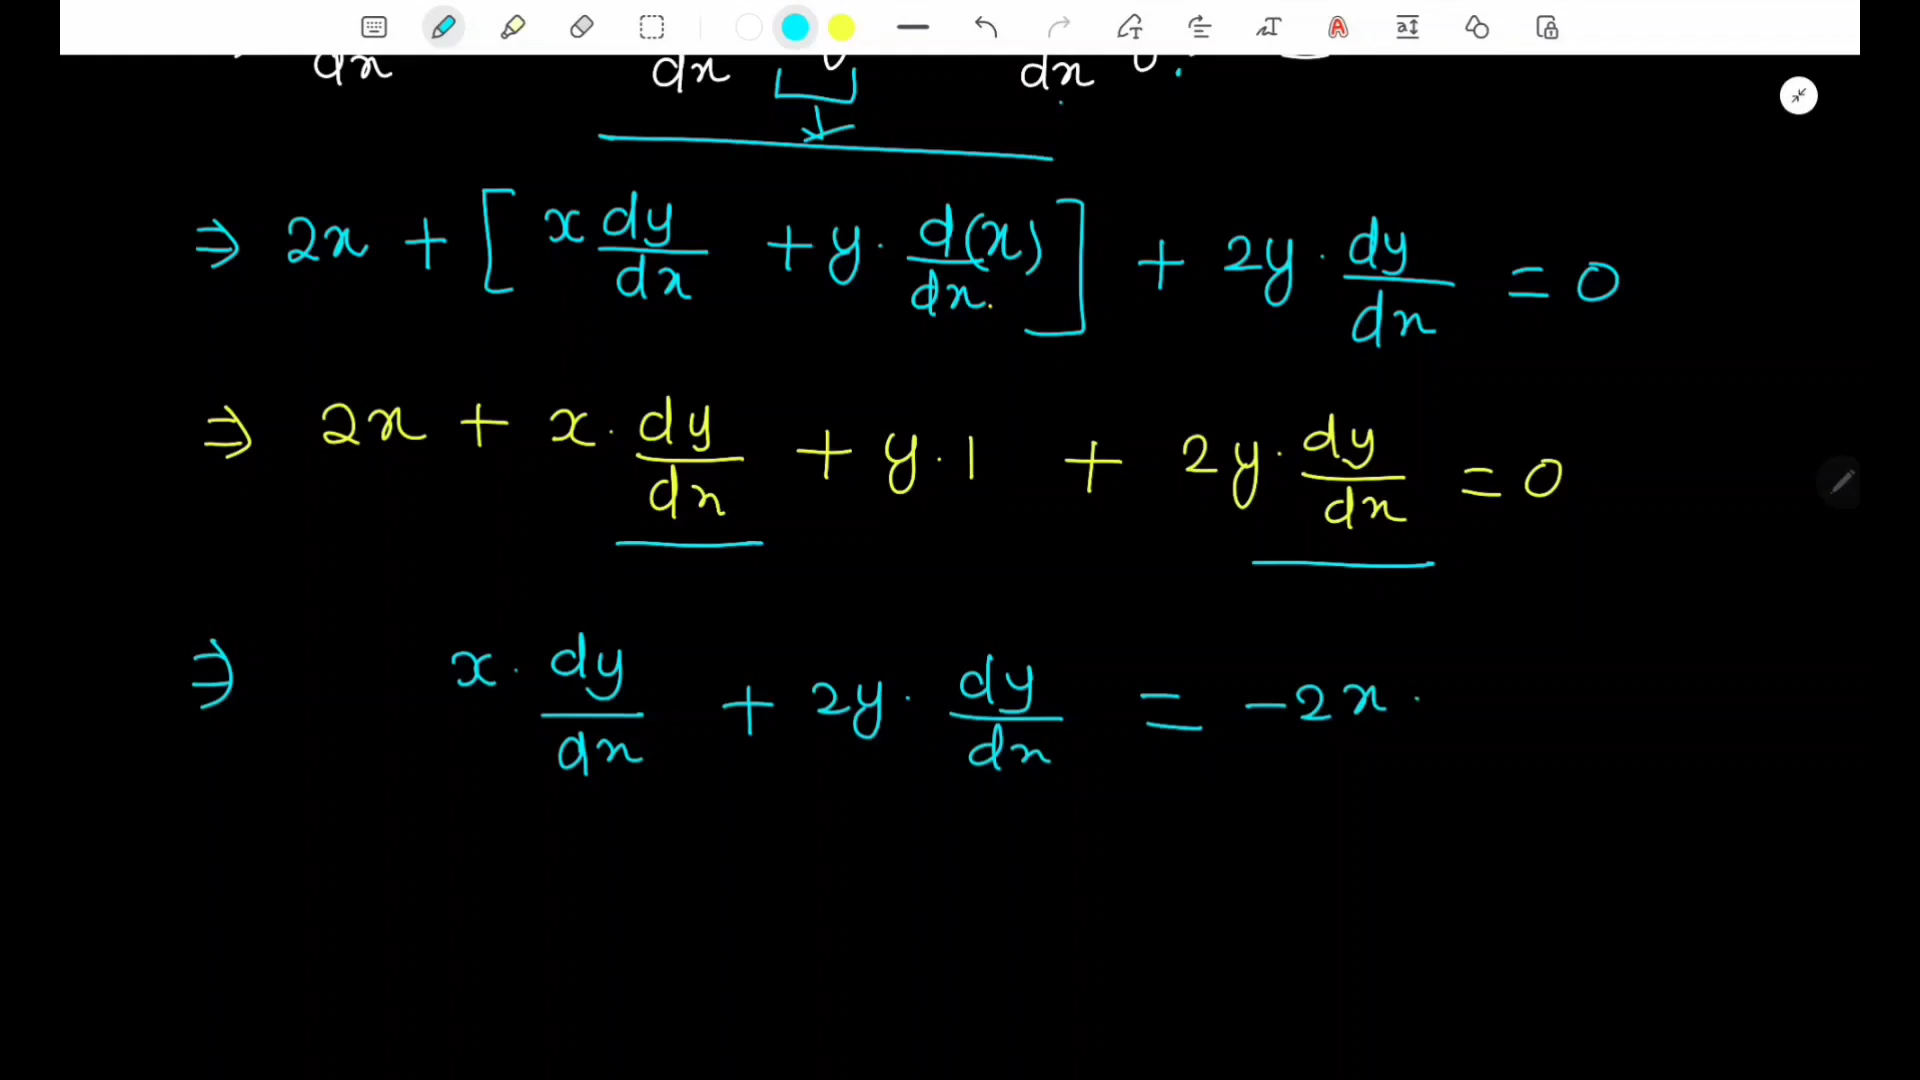 dx dx dx
⇒ 2x + [ x dy/dx + y · d(x)/dx ] + 2y · dy/dx = 0
⇒ 2x + x · dy/dx + y · 1 + 2y · dy/dx = 0
⇒ x · dy/dx + 2y · dy/dx = -2x